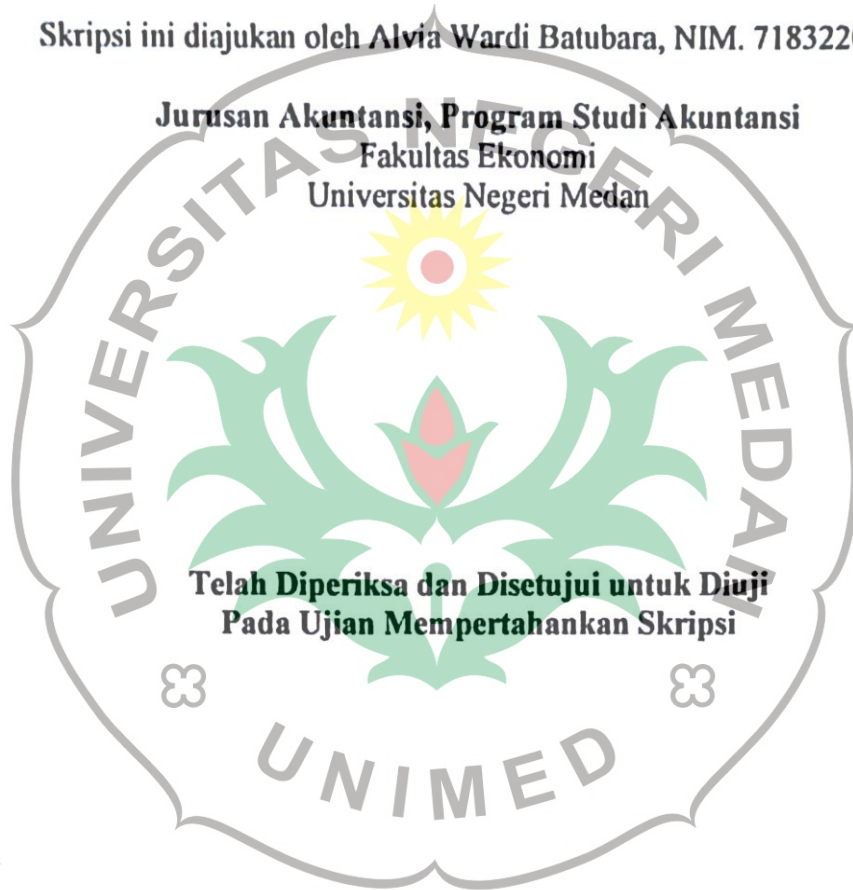 Skripsi ini diajukan oleh Alvia Wardi Batubara, NIM. 718322
Jurusan Akuntansi, Program Studi Akuntansi
Fakultas Ekonomi
Universitas Negeri Medan
UNIVERSITAS NEGERI MEDAN
Telah Diperiksa dan Disetujui untuk Diuji
Pada Ujian Mempertahankan Skripsi
UNIMED